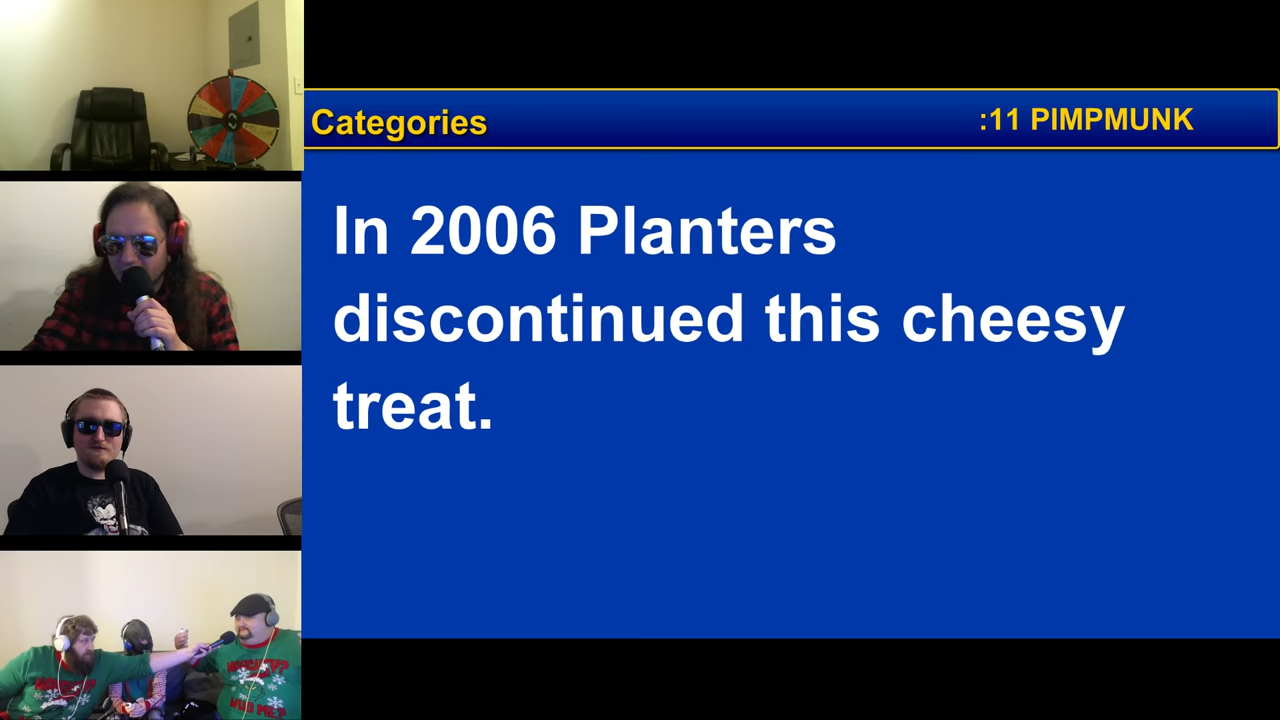 Categories
:11 PIMPMUNK
In 2006 Planters
discontinued this cheesy
treat.